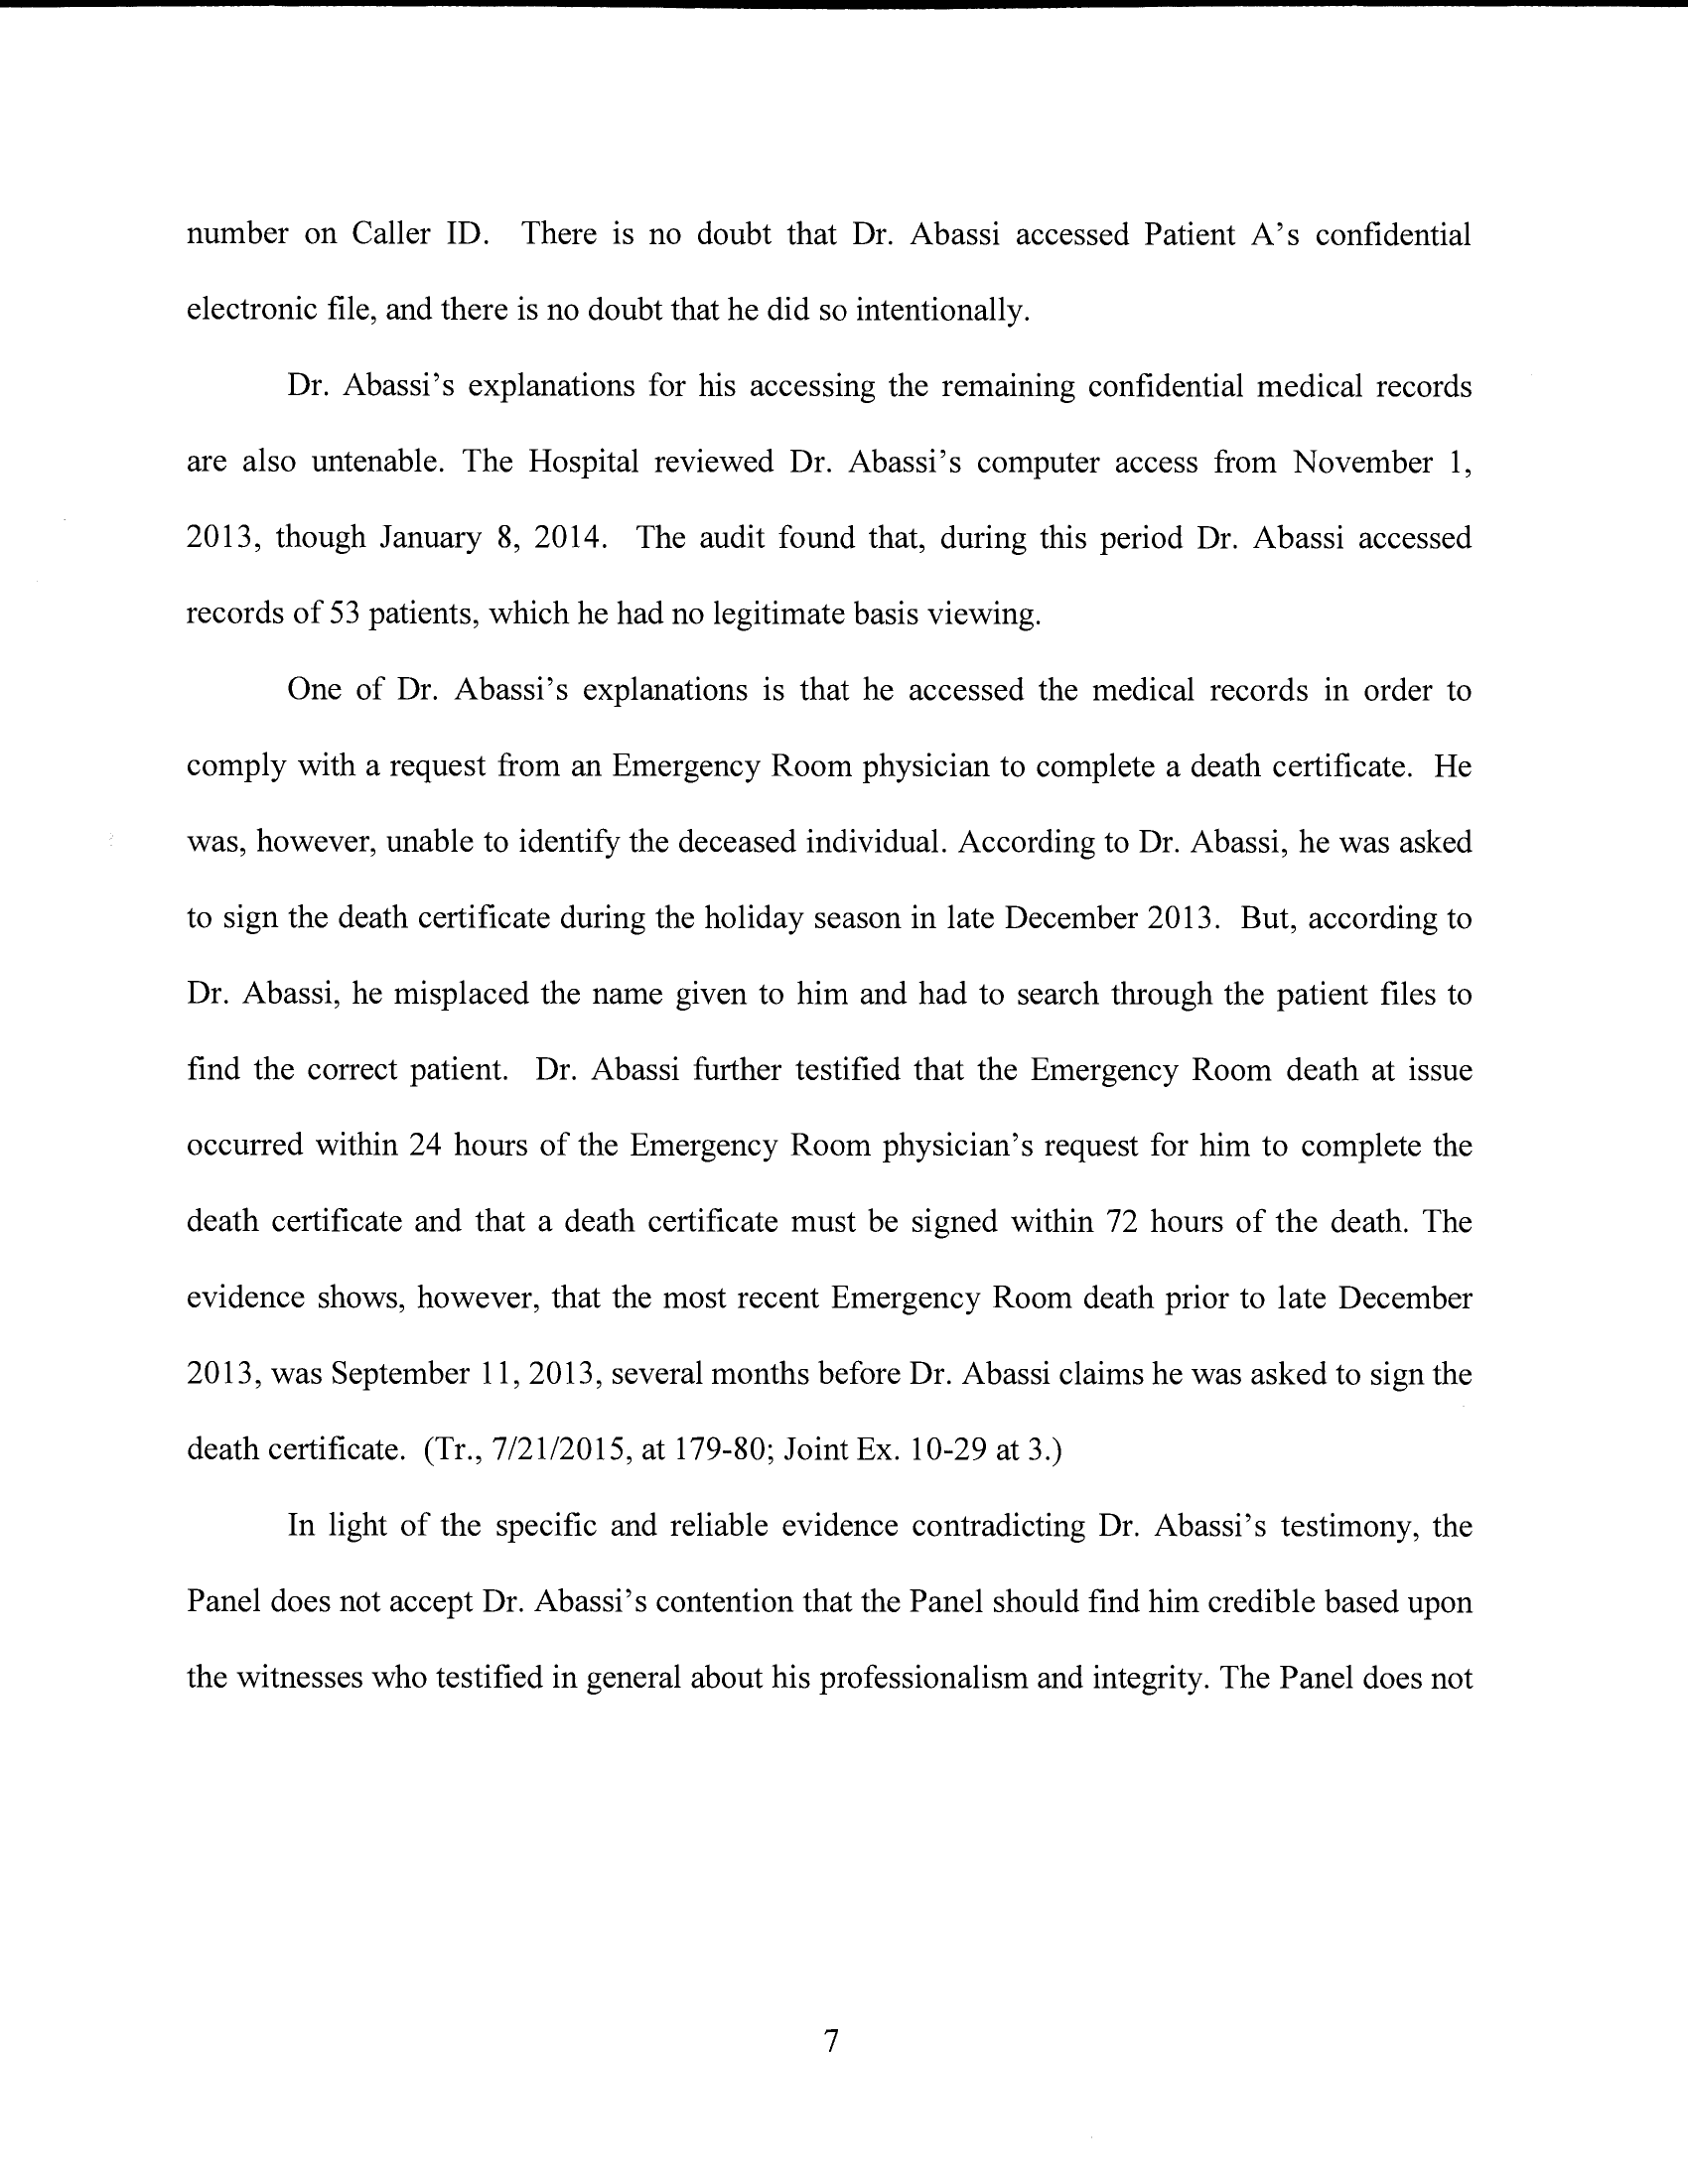 number on Caller ID. There is no doubt that Dr. Abassi accessed Patient A's confidential
electronic file, and there is no doubt that he did so intentionally.
Dr. Abassi's explanations for his accessing the remaining confidential medical records
are also untenable. The Hospital reviewed Dr. Abassi's computer access from November 1,
2013, though January 8, 2014. The audit found that, during this period Dr. Abassi accessed
records of 53 patients, which he had no legitimate basis viewing.
One of Dr. Abassi's explanations is that he accessed the medical records in order to
comply with a request from an Emergency Room physician to complete a death certificate. He
was, however, unable to identify the deceased individual. According to Dr. Abassi, he was asked
to sign the death certificate during the holiday season in late December 2013. But, according to
Dr. Abassi, he misplaced the name given to him and had to search through the patient files to
find the correct patient. Dr. Abassi further testified that the Emergency Room death at issue
occurred within 24 hours of the Emergency Room physician's request for him to complete the
death certificate and that a death certificate must be signed within 72 hours of the death. The
evidence shows, however, that the most recent Emergency Room death prior to late December
2013, was September 11, 2013, several months before Dr. Abassi claims he was asked to sign the
death certificate. (Tr., 7/21/2015, at 179-80; Joint Ex. 10-29 at 3.)
In light of the specific and reliable evidence contradicting Dr. Abassi's testimony, the
Panel does not accept Dr. Abassi's contention that the Panel should find him credible based upon
the witnesses who testified in general about his professionalism and integrity. The Panel does not
7